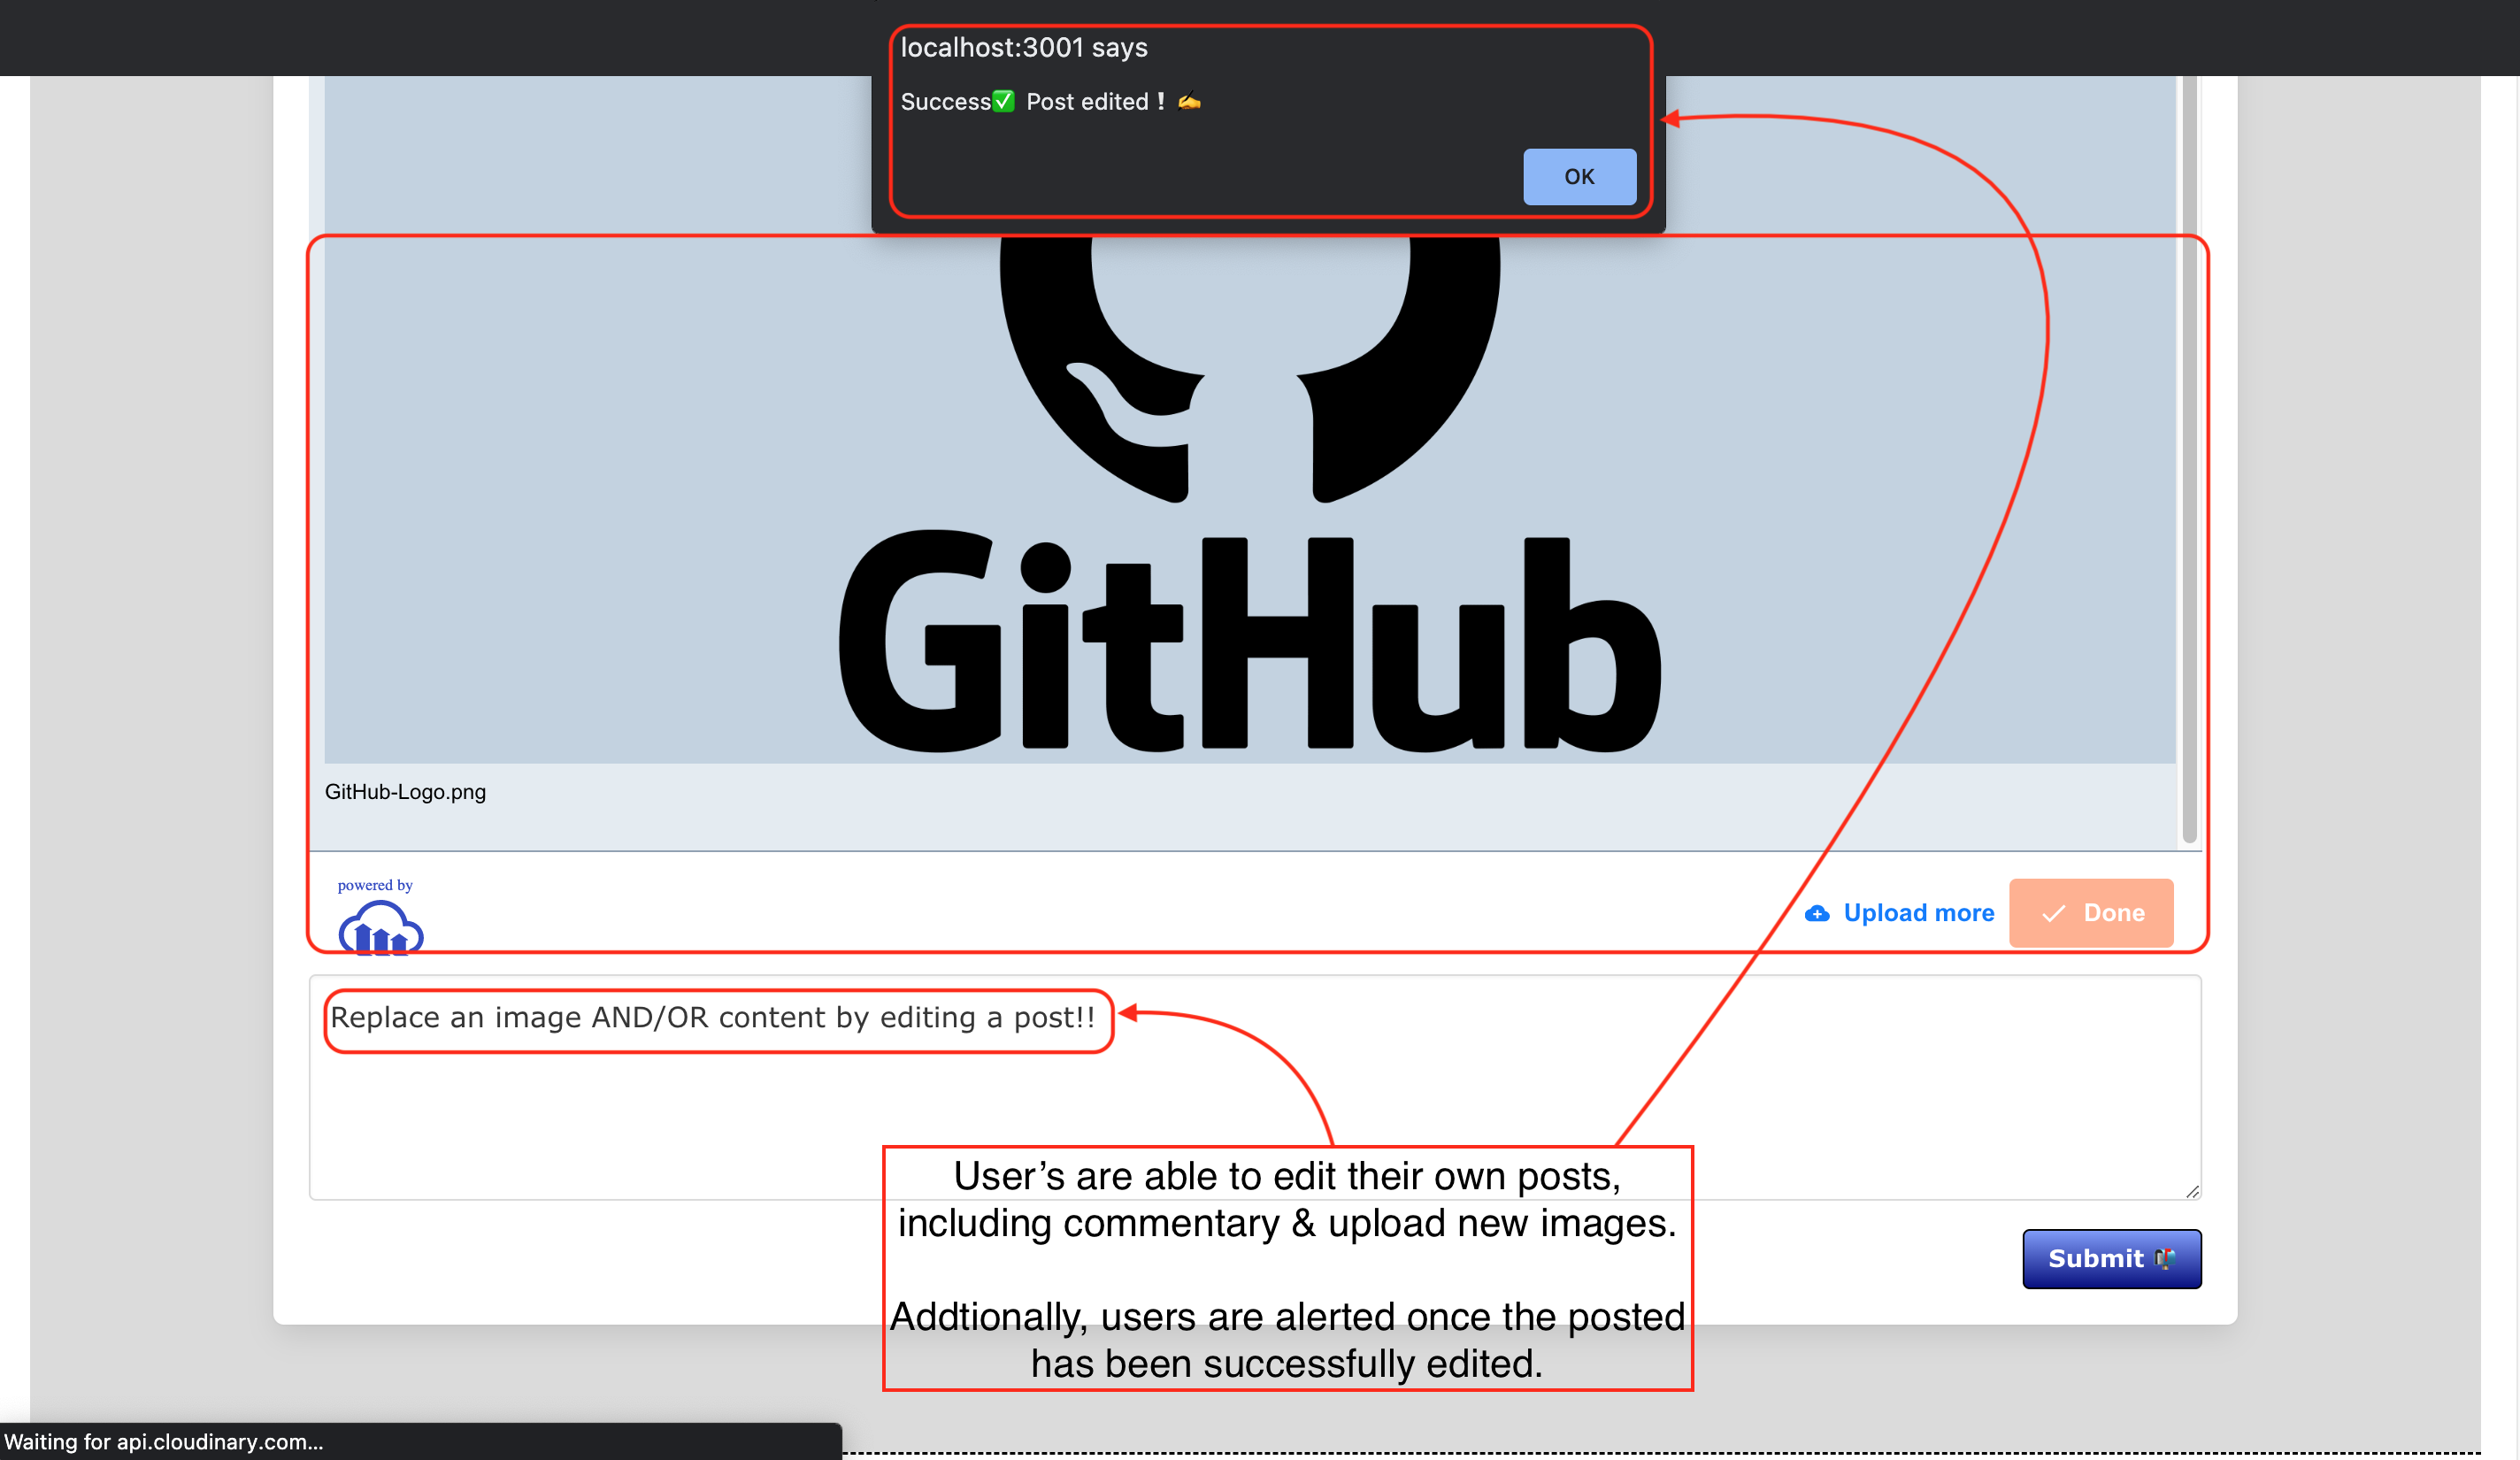 localhost:3001 says
Success✅ Post edited ! ✍️
OK
GitHub
GitHub-Logo.png
powered by
Upload more
Done
Replace an image AND/OR content by editing a post!!
User’s are able to edit their own posts,
including commentary & upload new images.
Addtionally, users are alerted once the posted
has been successfully edited.
Submit 📬
Waiting for api.cloudinary.com...